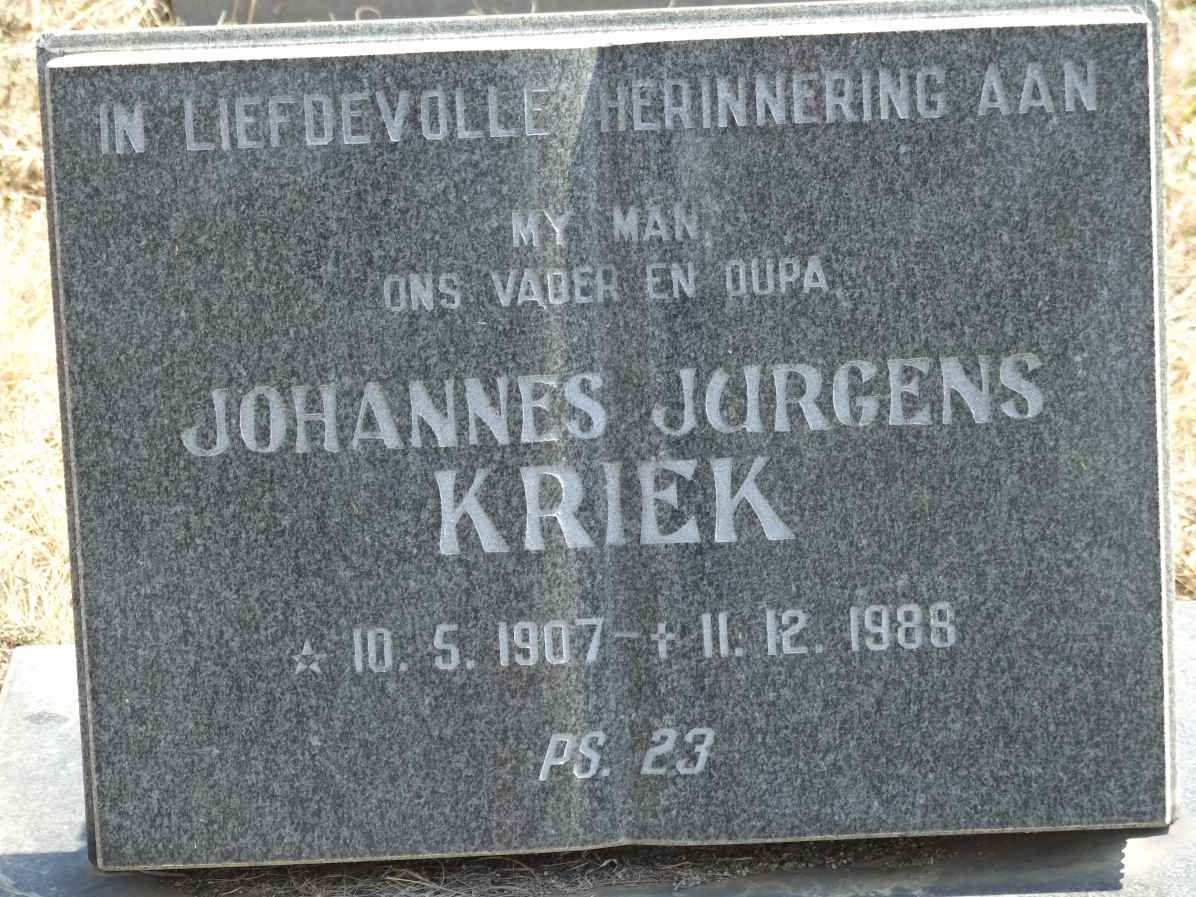 IN LIEFDEVOLLE HERINNERING AAN
MY MAN,
ONS VADER EN OUPA
JOHANNES JURGENS
KRIEK
☆ 10. 5. 1907 - + 11. 12. 1988
PS. 23